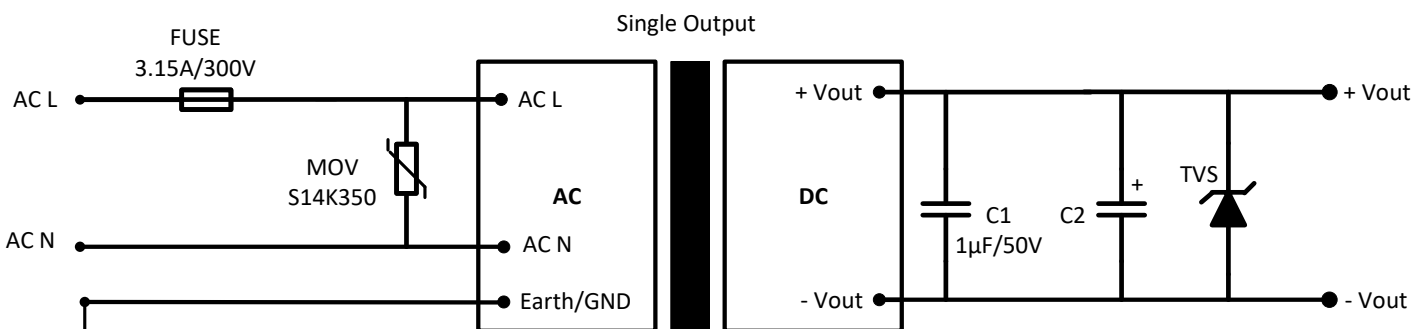 Single Output
FUSE
3.15A/300V
AC L
AC L
+ Vout
+ Vout
MOV
S14K350
AC
DC
+
TVS
C1
1µF/50V
C2
AC N
AC N
Earth/GND
- Vout
- Vout